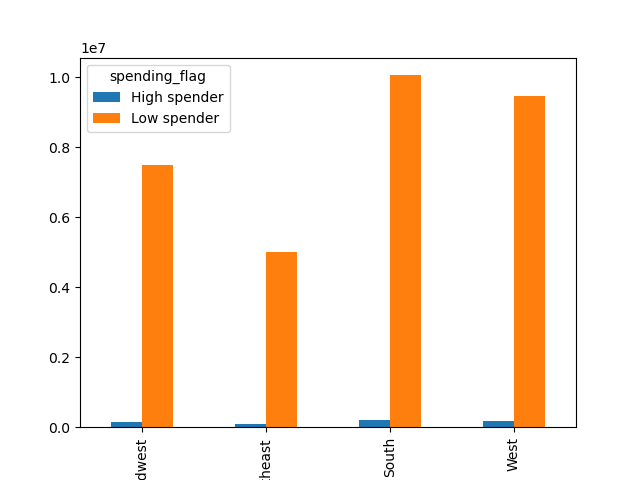 1e7
1.0
0.8
0.6
0.4
0.2
0.0
spending_flag
High spender
Low spender
dwest
theast
South
West